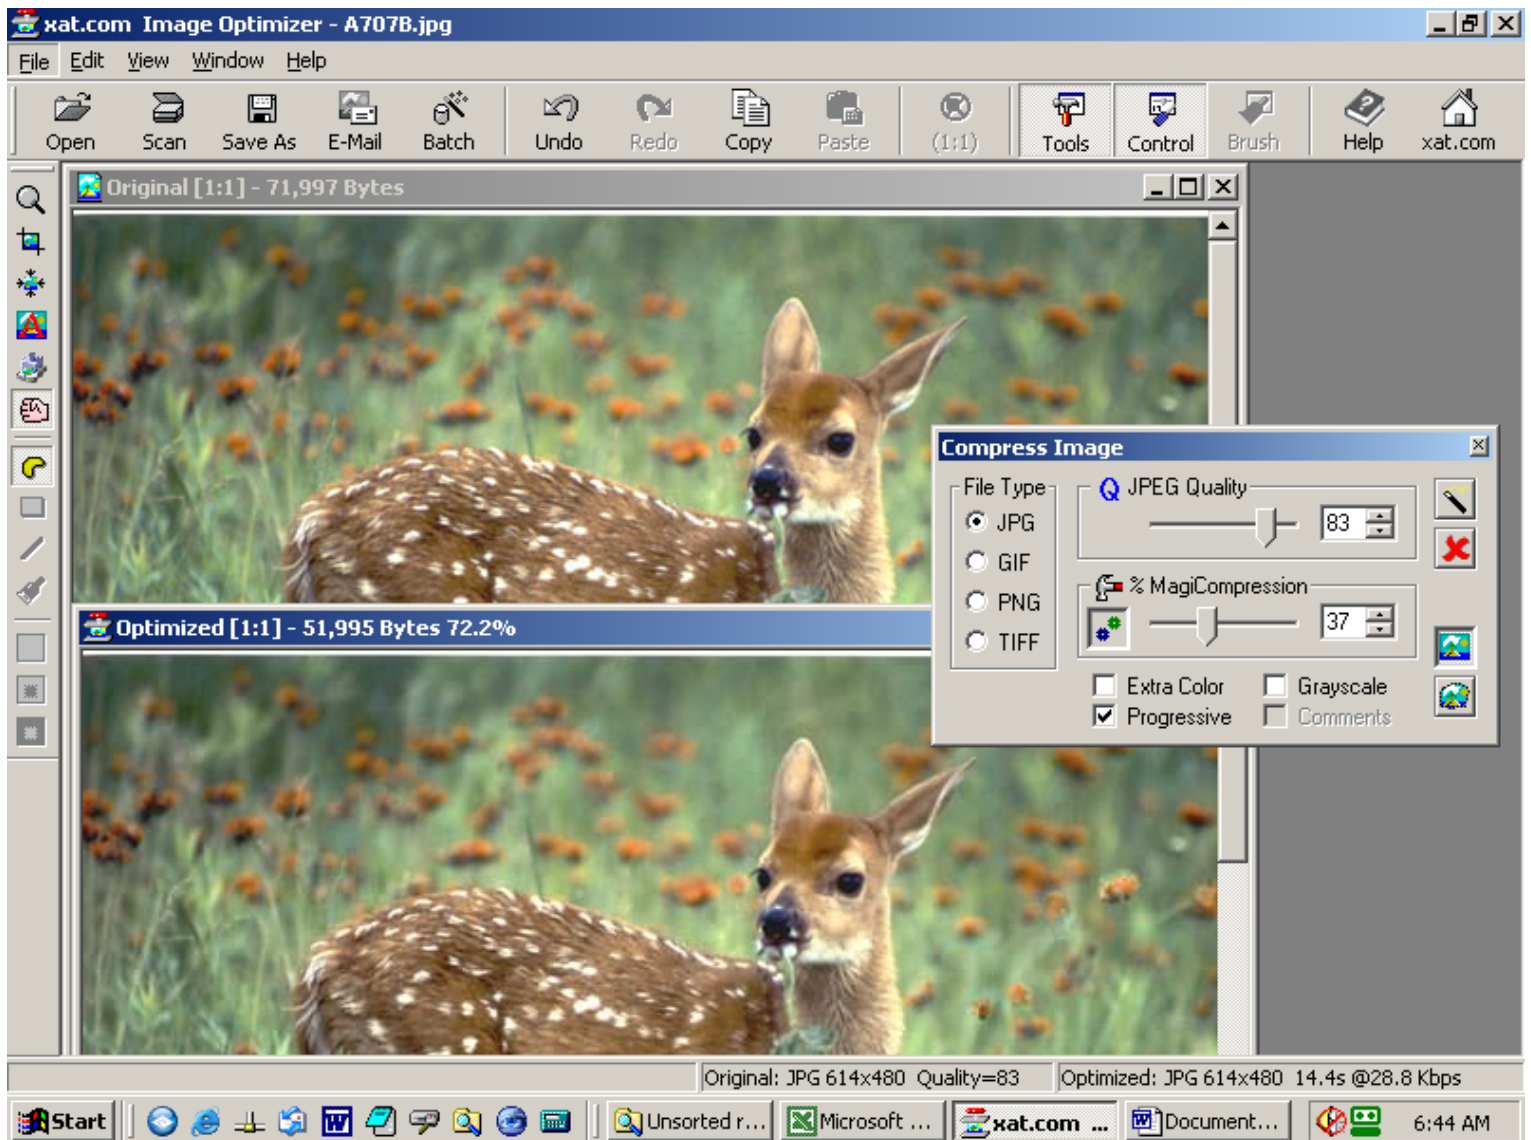 xat.com Image Optimizer - A707B.jpg
File Edit View Window Help
Open Scan Save As E-Mail Batch Undo Redo Copy Paste (1:1) Tools Control Brush Help xat.com
Original [1:1] - 71,997 Bytes
Compress Image
File Type
JPG
GIF
PNG
TIFF
Q JPEG Quality
83
% MagiCompression
37
Extra Color Grayscale
Progressive Comments
Optimized [1:1] - 51,995 Bytes 72.2%
Original: JPG 614x480 Quality=83 Optimized: JPG 614x480 14.4s @28.8 Kbps
Start Unsorted r... Microsoft ... xat.com ... Document... 6:44 AM